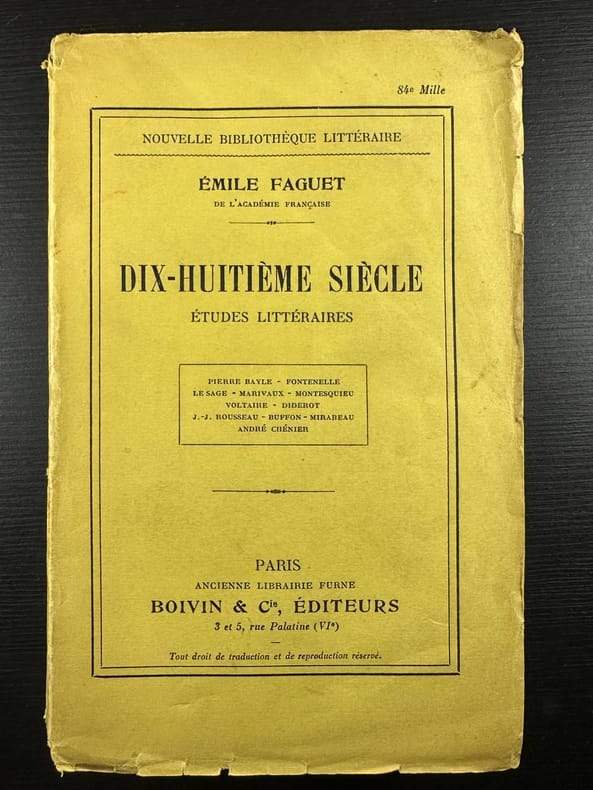 84e Mille
NOUVELLE BIBLIOTHÈQUE LITTÉRAIRE
ÉMILE FAGUET
DE L'ACADÉMIE FRANÇAISE
DIX-HUITIÈME SIÈCLE
ÉTUDES LITTÉRAIRES
PIERRE BAYLE - FONTENELLE
LE SAGE - MARIVAUX - MONTESQUIEU
VOLTAIRE - DIDEROT
J.-J. ROUSSEAU - BUFFON - MIRABEAU
ANDRÉ CHÉNIER
PARIS
ANCIENNE LIBRAIRIE FURNE
BOIVIN & Cie, ÉDITEURS
3 et 5, rue Palatine (VIe)
Tout droit de traduction et de reproduction réservé.